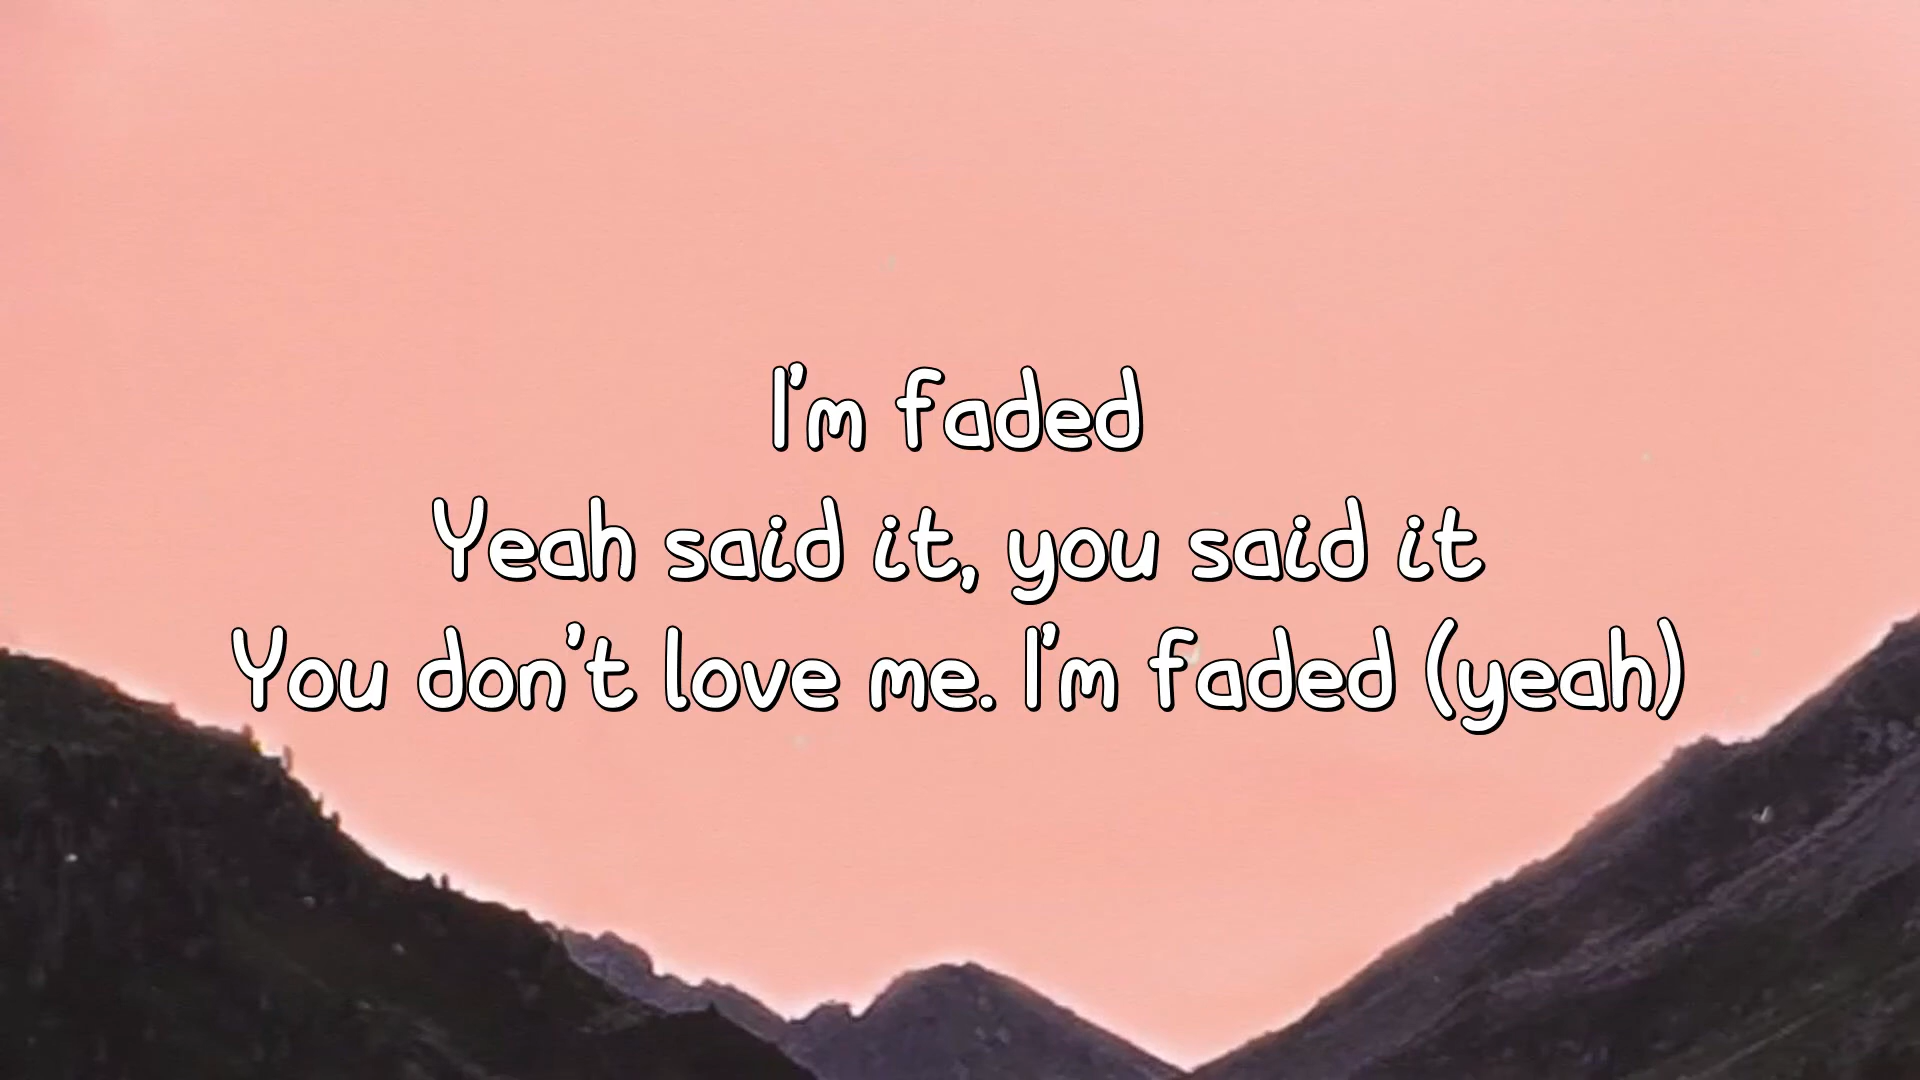 I'm faded
Yeah said it, you said it
You don't love me. I'm faded (yeah)